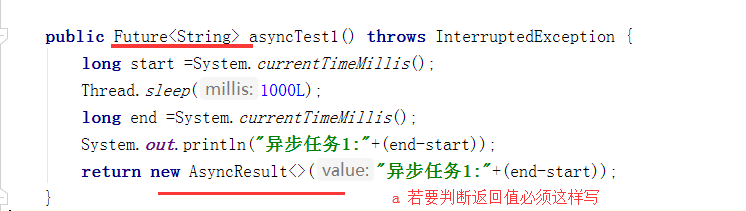 public Future<String> asyncTest1() throws InterruptedException {
long start =System.currentTimeMillis();
Thread.sleep( millis: 1000L);
long end =System.currentTimeMillis();
System.out.println("异步任务1:"+(end-start));
return new AsyncResult<>( value: "异步任务1:"+(end-start));
}
a 若要判断返回值必须这样写